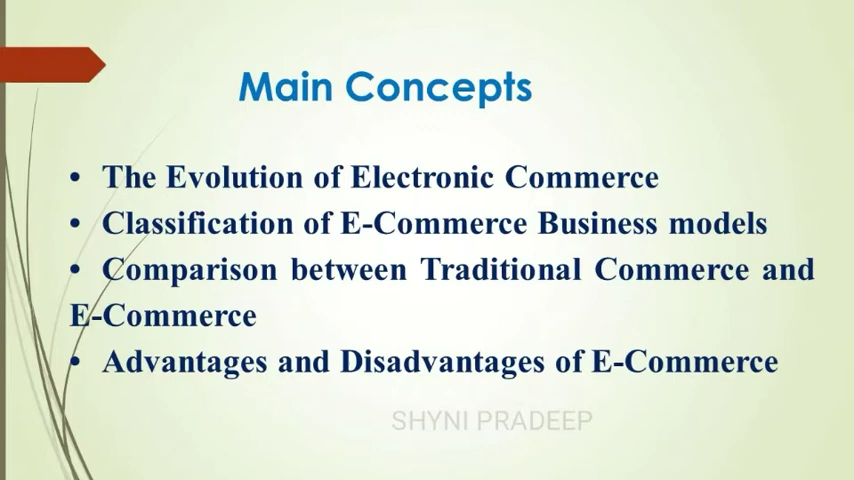 Main Concepts
• The Evolution of Electronic Commerce
• Classification of E-Commerce Business models
• Comparison between Traditional Commerce and
E-Commerce
• Advantages and Disadvantages of E-Commerce
SHYNI PRADEEP